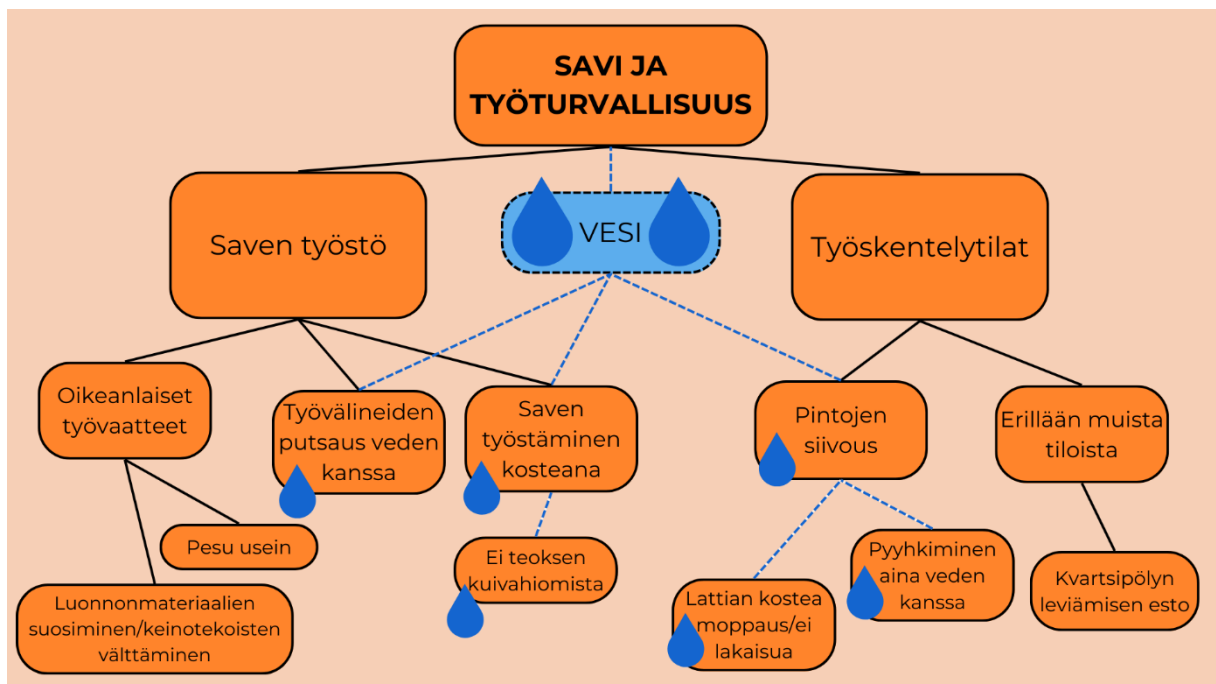 SAVI JA
TYÖTURVALLISUUS
Saven työstö
VESI
Työskentelytilat
Oikeanlaiset
työvaatteet
Työvälineiden
putsaus veden
kanssa
Saven
työstäminen
kosteana
Pintojen
siivous
Erillään muista
tiloista
Pesu usein
Ei teoksen
kuivahiomista
Pyyhkiminen
aina veden
kanssa
Kvartsipölyn
leviämisen esto
Luonnonmateriaalien
suosiminen/keinotekoisten
välttäminen
Lattian kostea
moppaus/ei
lakaisua